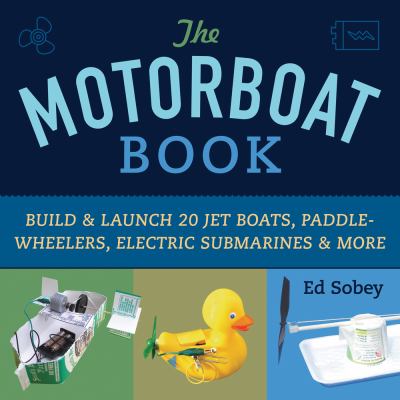 The
MOTORBOAT
BOOK
BUILD & LAUNCH 20 JET BOATS, PADDLE-
WHEELERS, ELECTRIC SUBMARINES & MORE
Ed Sobey